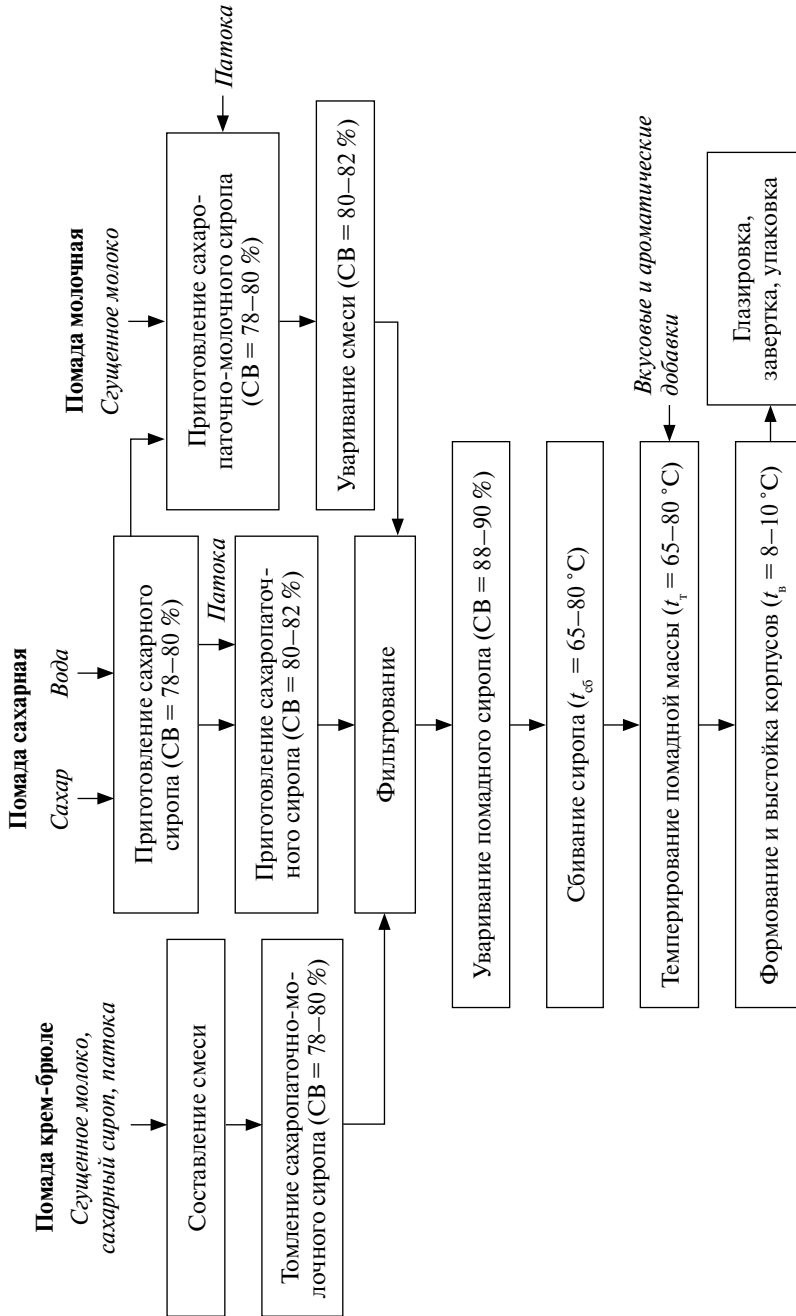 Помада крем-брюле
Сгущенное молоко,
сахарный сироп, патока
Составление смеси
Томление сахаропаточно-мо-
лочного сиропа (СВ = 78–80 %)
Помада сахарная
Сахар
Вода
Приготовление сахарного
сиропа (СВ = 78–80 %)
Патока
Приготовление сахаропаточ-
ного сиропа (СВ = 80–82 %)
Помада молочная
Сгущенное молоко
Приготовление сахаро-
паточно-молочного сиропа
(СВ = 78–80 %)
Патока
Уваривание смеси (СВ = 80–82 %)
Фильтрование
Уваривание помадного сиропа (СВ = 88–90 %)
Сбивание сиропа (tсб = 65–80 °С)
Темперирование помадной массы (tт = 65–80 °С)
Вкусовые и ароматические
добавки
Формование и выстойка корпусов (tв = 8–10 °С)
Глазировка,
завертка, упаковка